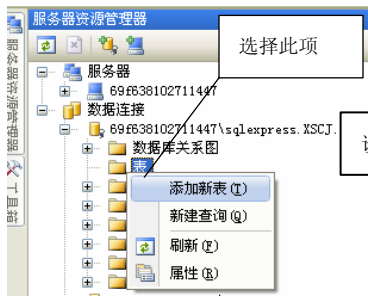 服务器资源管理器
选择此项
服务器
69f638102711447
数据连接
69f638102711447\sqlexpress.XSCJ.
数据库关系图
表
添加新表(T)
新建查询(Q)
刷新(F)
属性(R)
服务器资源管理器
工具箱